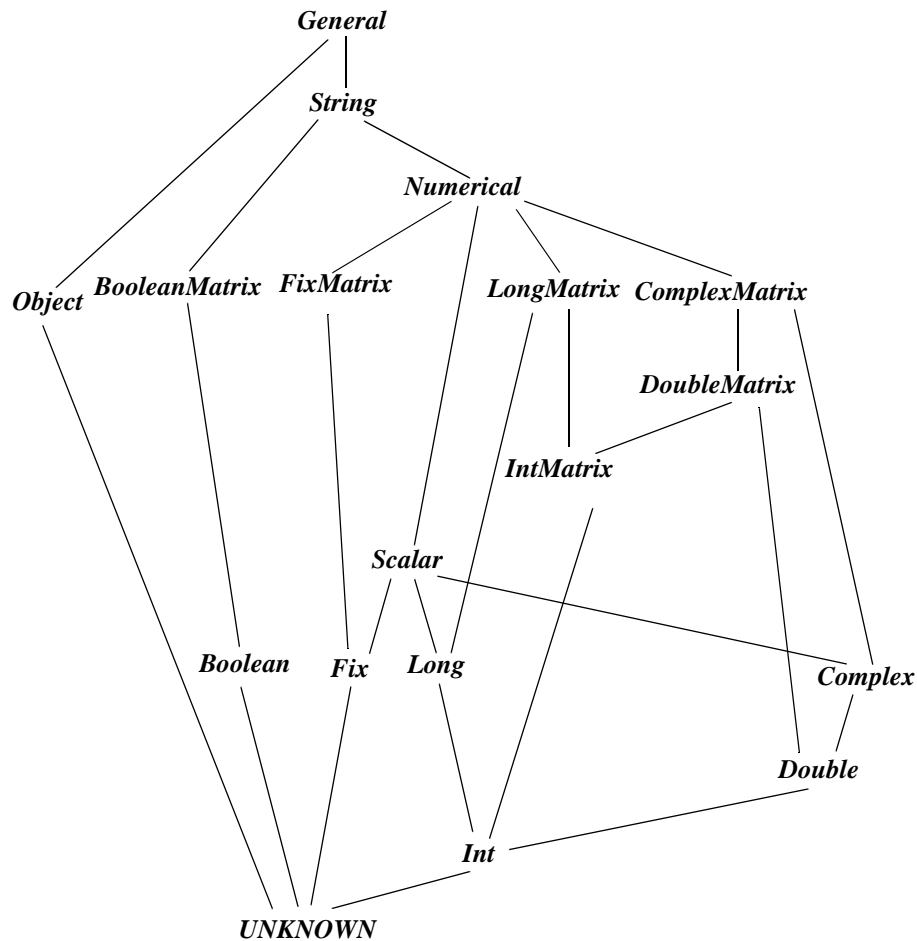 General
String
Numerical
Object
BooleanMatrix
FixMatrix
LongMatrix
ComplexMatrix
DoubleMatrix
IntMatrix
Scalar
Boolean
Fix
Long
Complex
Double
Int
UNKNOWN